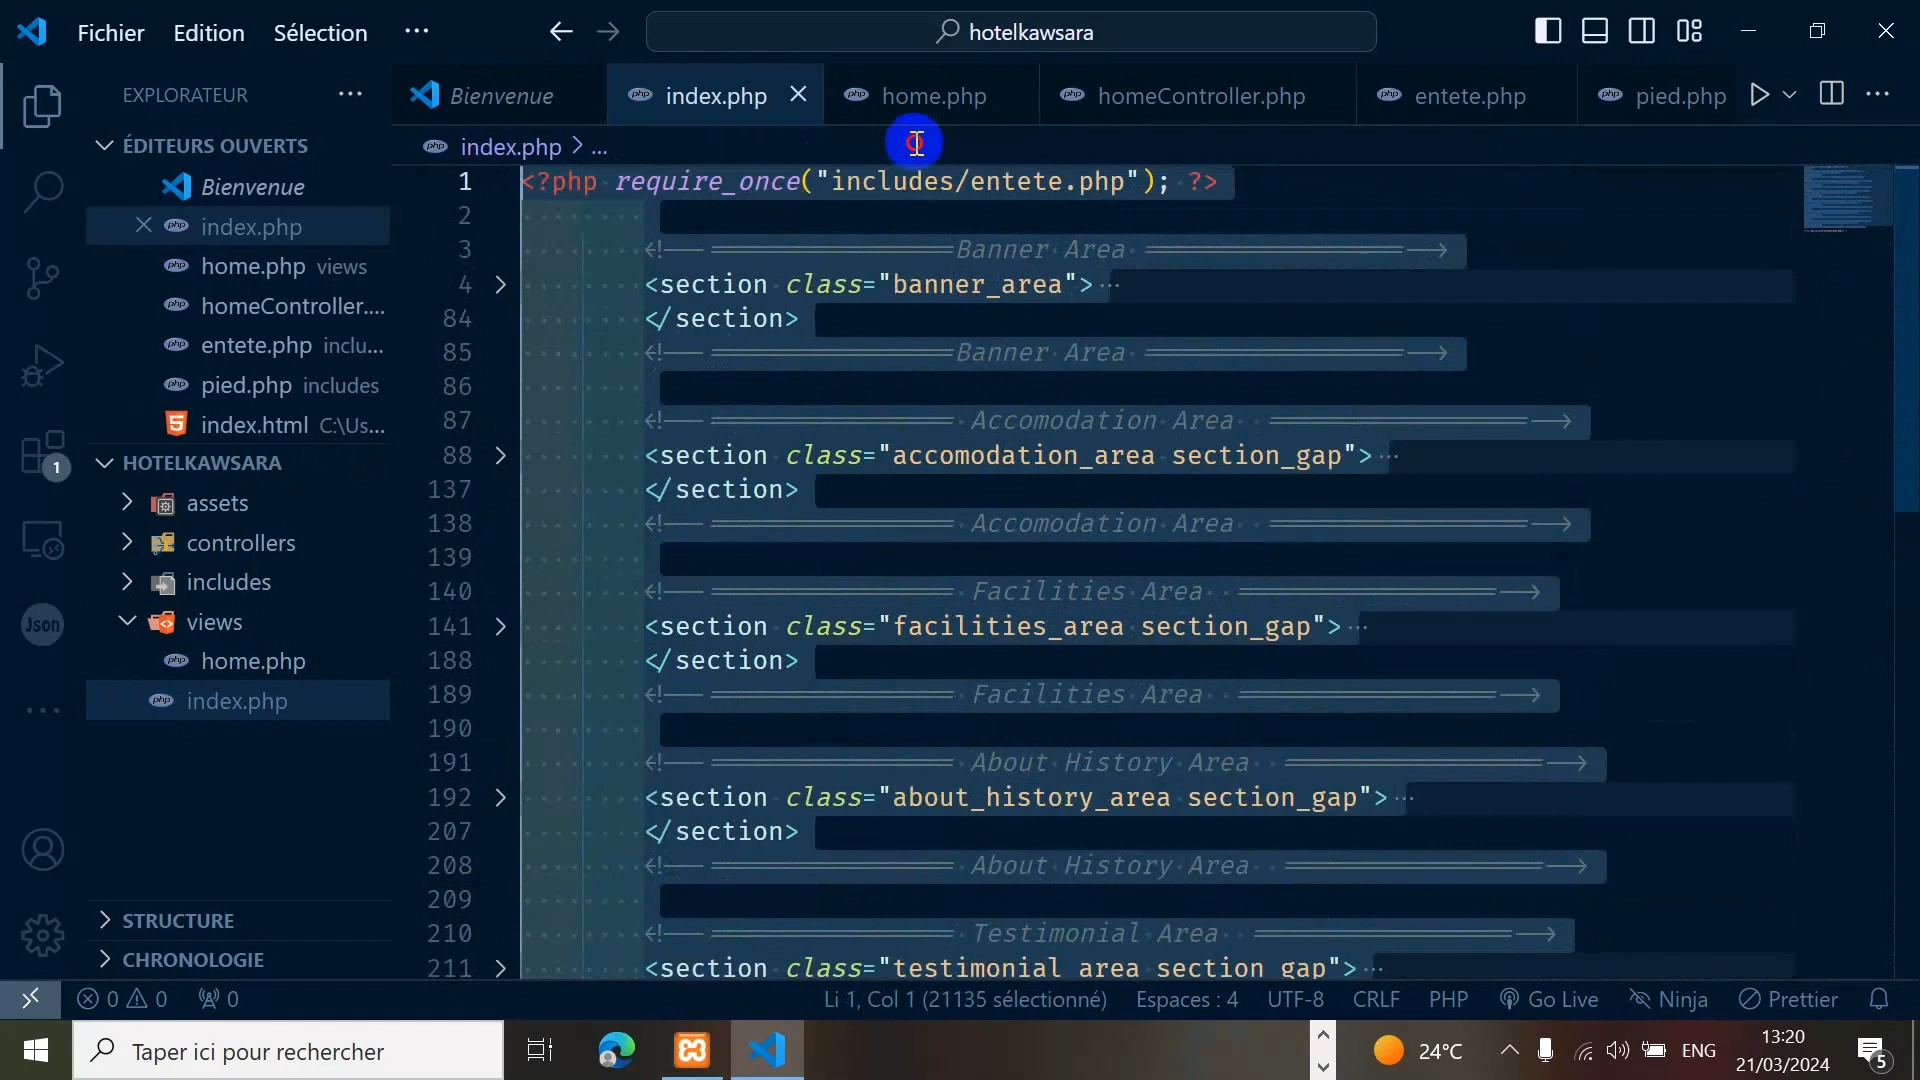 Fichier Edition Sélection ··· hotelkawsara
EXPLORATEUR ···
Bienvenue index.php home.php homeController.php entete.php pied.php
ÉDITEURS OUVERTS
index.php > ...
Bienvenue
index.php
home.php views
homeController....
entete.php inclu...
pied.php includes
index.html C:\Us...
HOTELKAWSARA
assets
controllers
includes
views
home.php
index.php
STRUCTURE
CHRONOLOGIE
Json
1
1 <?php require_once("includes/entete.php"); ?>
2
3 <!-- ================Banner Area =================-->
4 <section class="banner_area">···
84 </section>
85 <!-- ================Banner Area =================-->
86
87 <!-- ================ Accomodation Area  =================-->
88 <section class="accomodation_area section_gap">···
137 </section>
138 <!-- ================ Accomodation Area  =================-->
139
140 <!-- ================ Facilities Area  =================-->
141 <section class="facilities_area section_gap">···
188 </section>
189 <!-- ================ Facilities Area  =================-->
190
191 <!-- ================ About History Area  =================-->
192 <section class="about_history_area section_gap">···
207 </section>
208 <!-- ================ About History Area  =================-->
209
210 <!-- ================ Testimonial Area  =================-->
211 <section class="testimonial_area section_gap">···
0 0 0 Li 1, Col 1 (21135 sélectionné) Espaces : 4 UTF-8 CRLF PHP Go Live Ninja Prettier
Taper ici pour rechercher 24°C ENG 13:20
21/03/2024
5